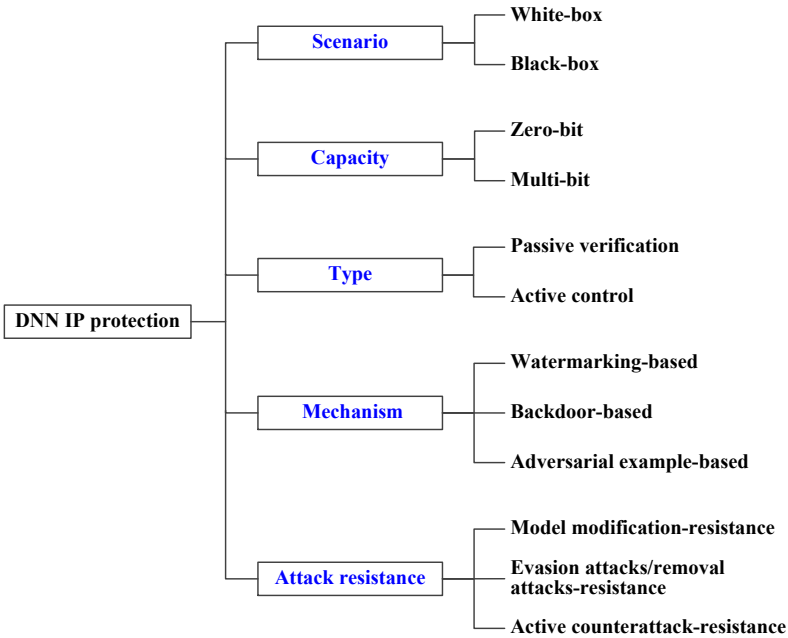 DNN IP protection
Scenario
White-box
Black-box
Capacity
Zero-bit
Multi-bit
Type
Passive verification
Active control
Mechanism
Watermarking-based
Backdoor-based
Adversarial example-based
Attack resistance
Model modification-resistance
Evasion attacks/removal
attacks-resistance
Active counterattack-resistance